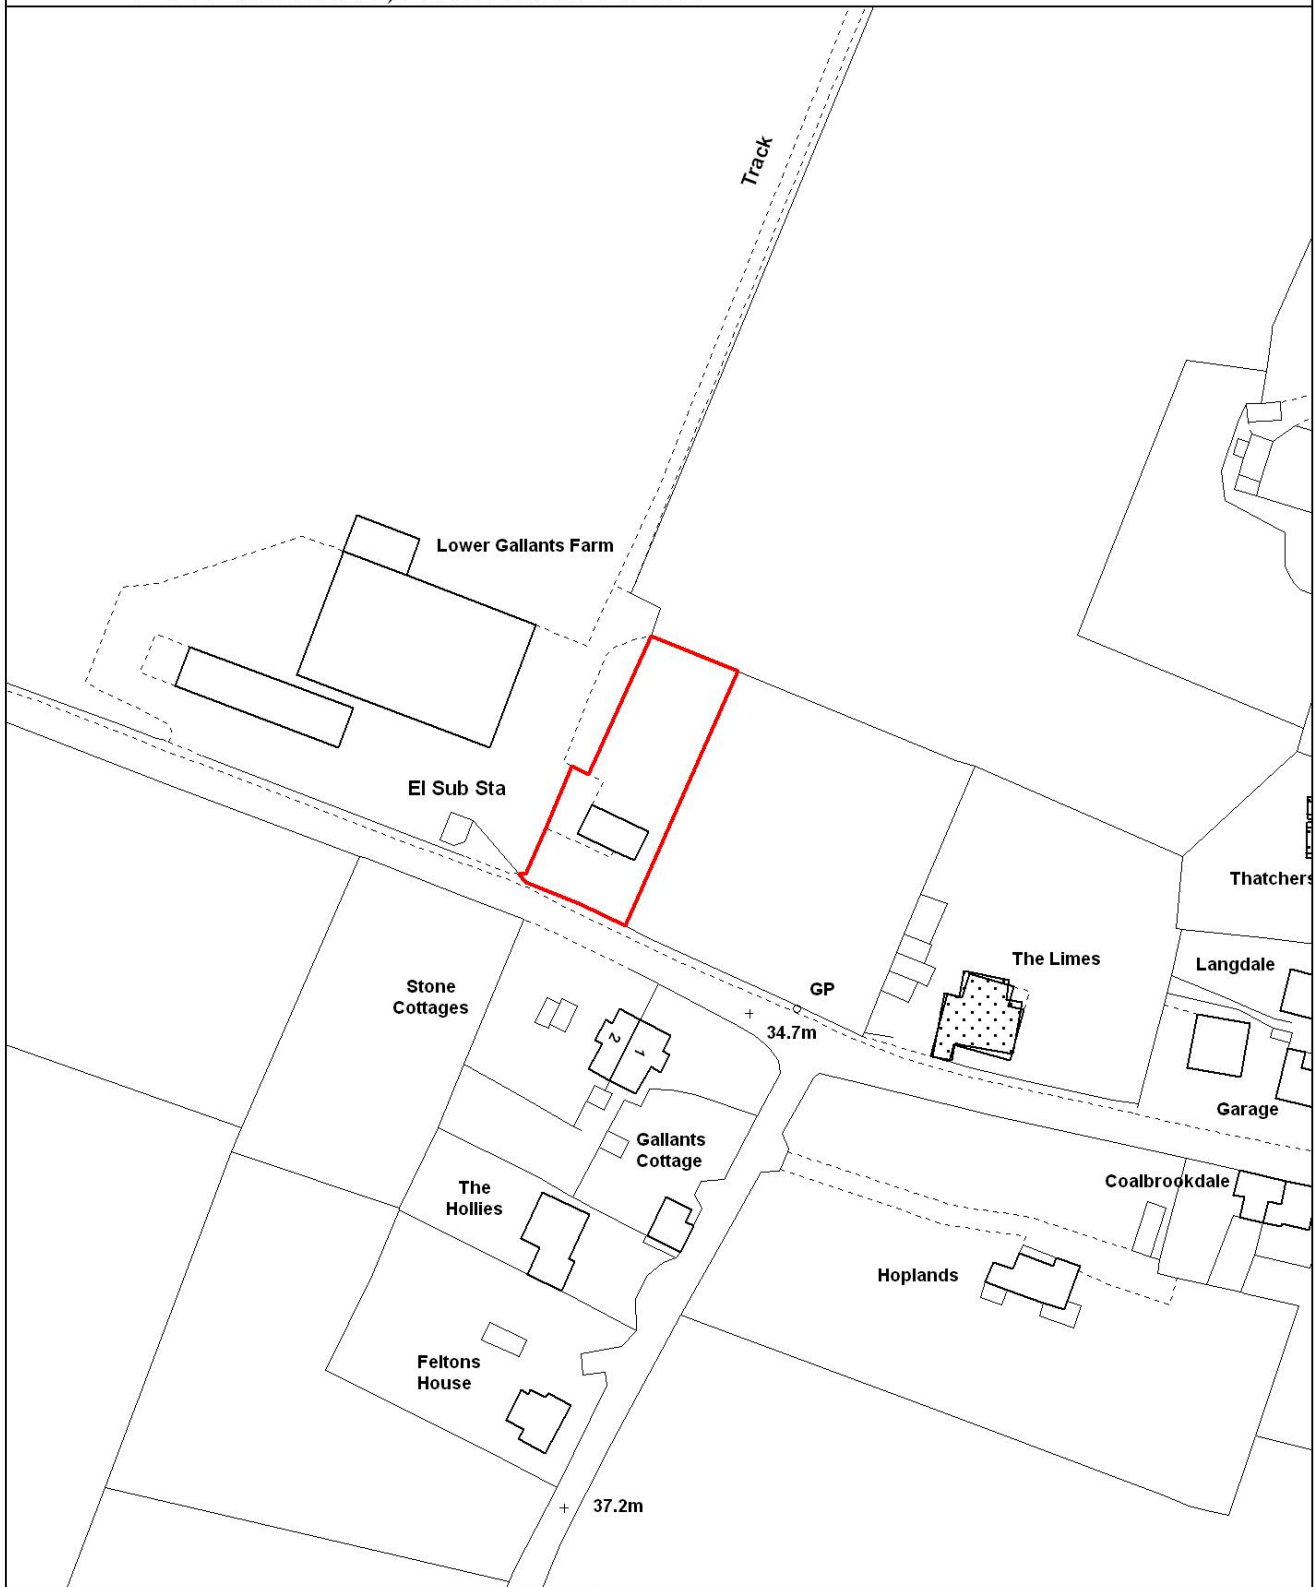 Track
Lower Gallants Farm
El Sub Sta
Thatchers
The Limes
Langdale
Stone
Cottages
GP
34.7m
2
1
Garage
Gallants
Cottage
Coalbrookdale
The
Hollies
Hoplands
Feltons
House
37.2m